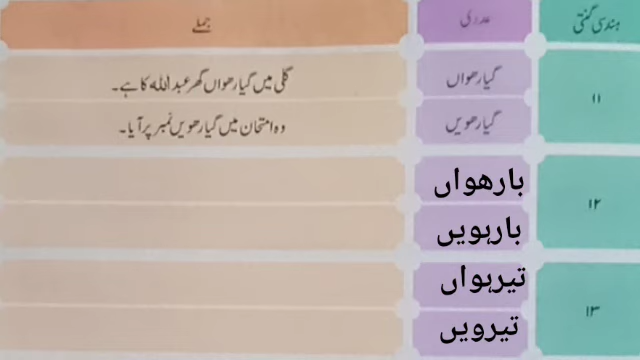 ہندسی گنتی عددی جملے
۱۱ گیارھواں گلی میں گیارھواں گھر عبداللہ کا ہے۔
گیارھویں وہ امتحان میں گیارھویں نمبر پر آیا۔
۱۲ بارھواں
بارہویں
۱۳ تیرہواں
تیرویں